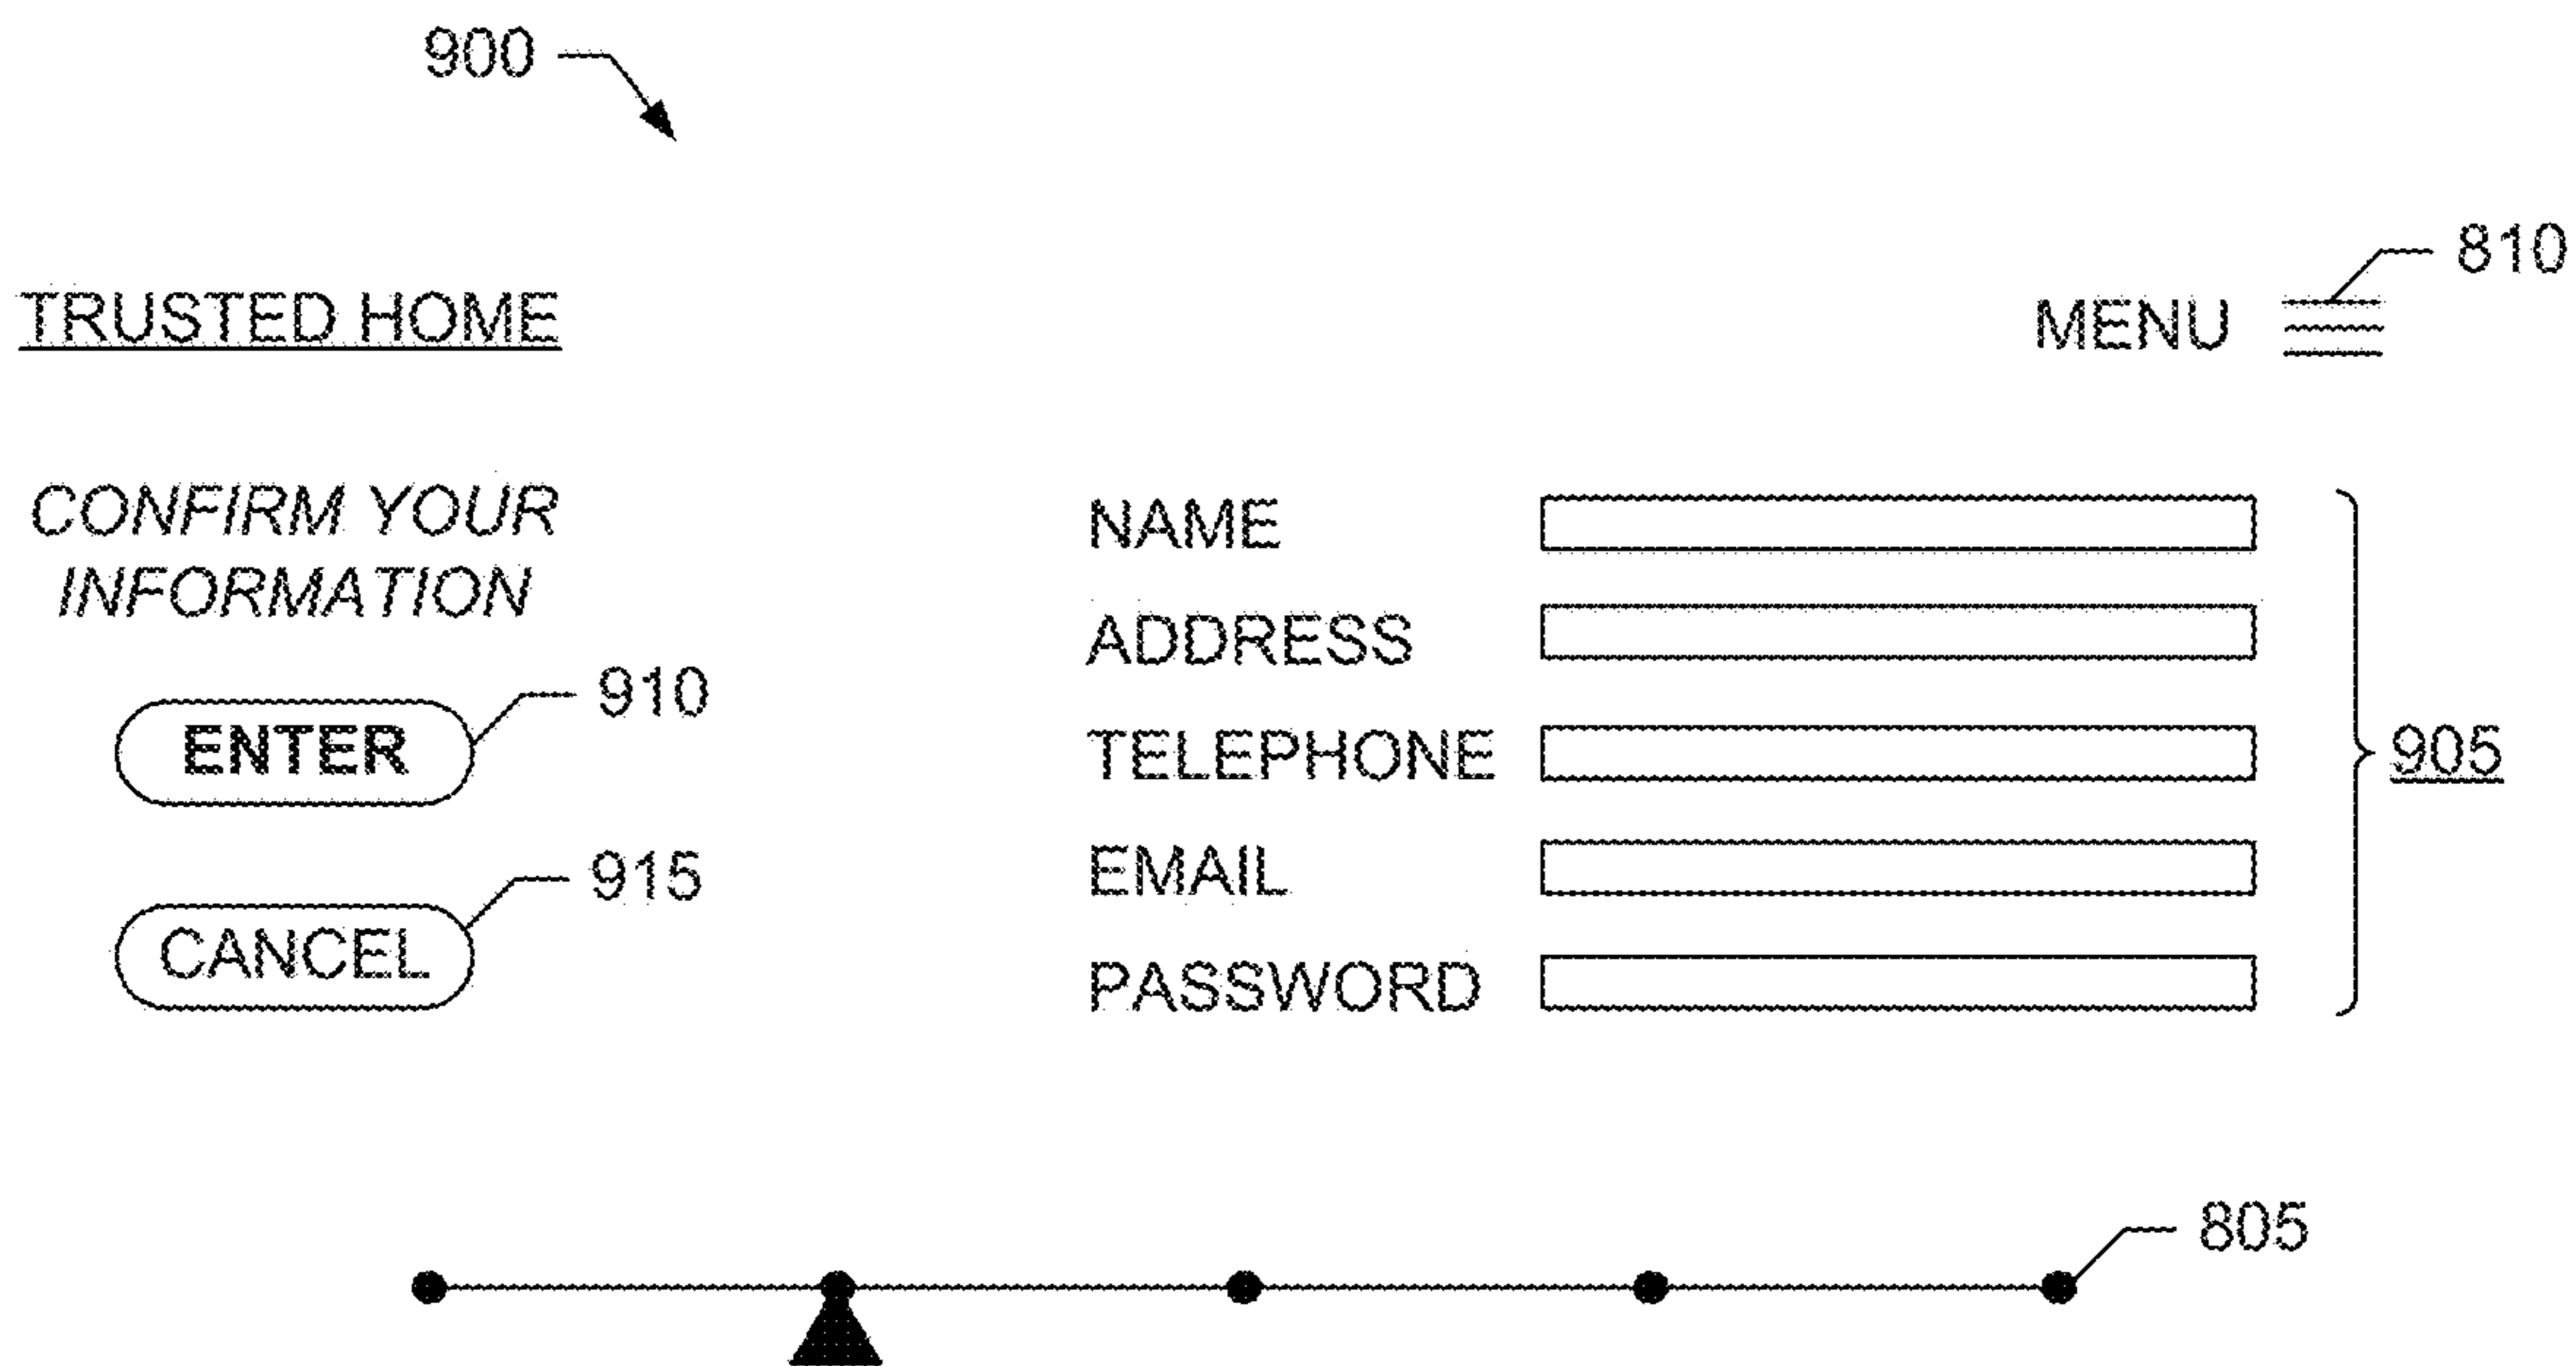 900
810
TRUSTED HOME
MENU
CONFIRM YOUR
INFORMATION
910
ENTER
915
CANCEL
NAME
ADDRESS
TELEPHONE
EMAIL
PASSWORD
905
805